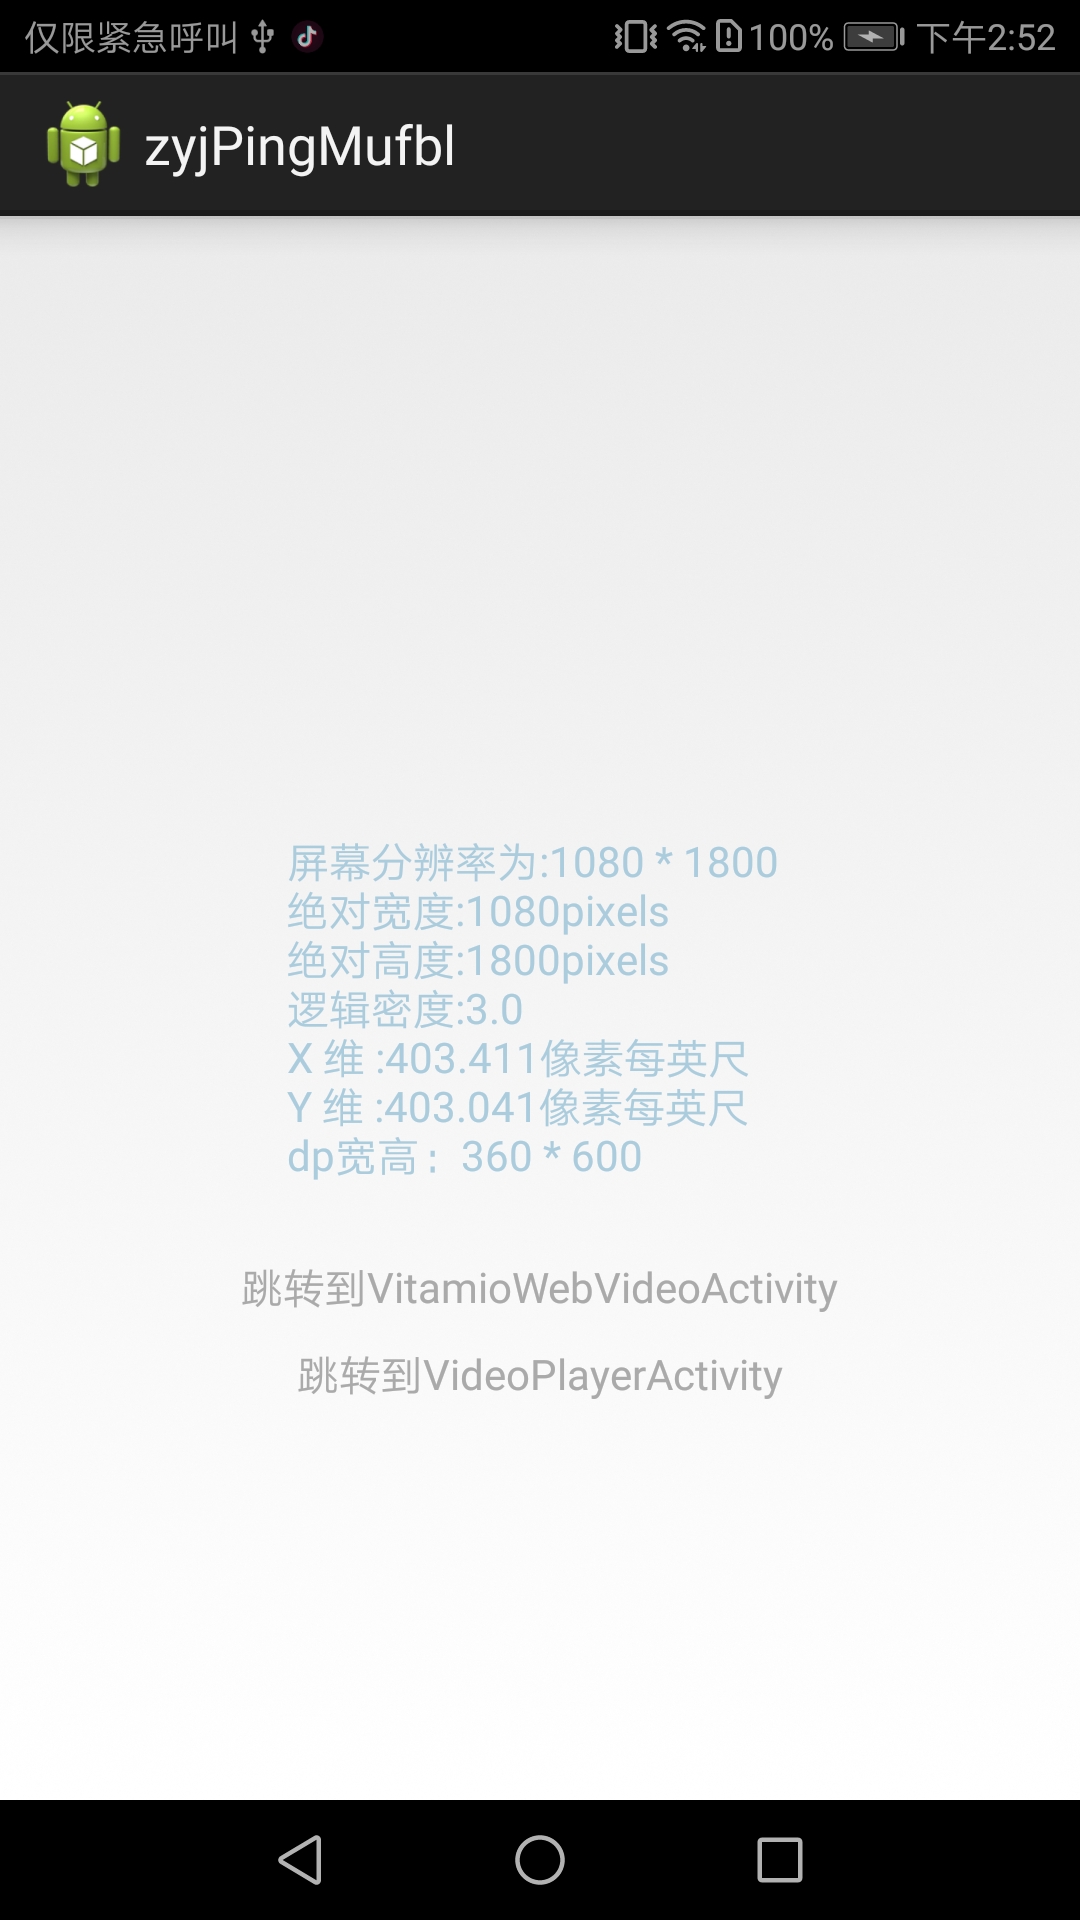 仅限紧急呼叫 100% 下午2:52
zyjPingMufbl
屏幕分辨率为:1080 * 1800
绝对宽度:1080pixels
绝对高度:1800pixels
逻辑密度:3.0
X 维 :403.411像素每英尺
Y 维 :403.041像素每英尺
dp宽高：360 * 600
跳转到VitamioWebVideoActivity
跳转到VideoPlayerActivity